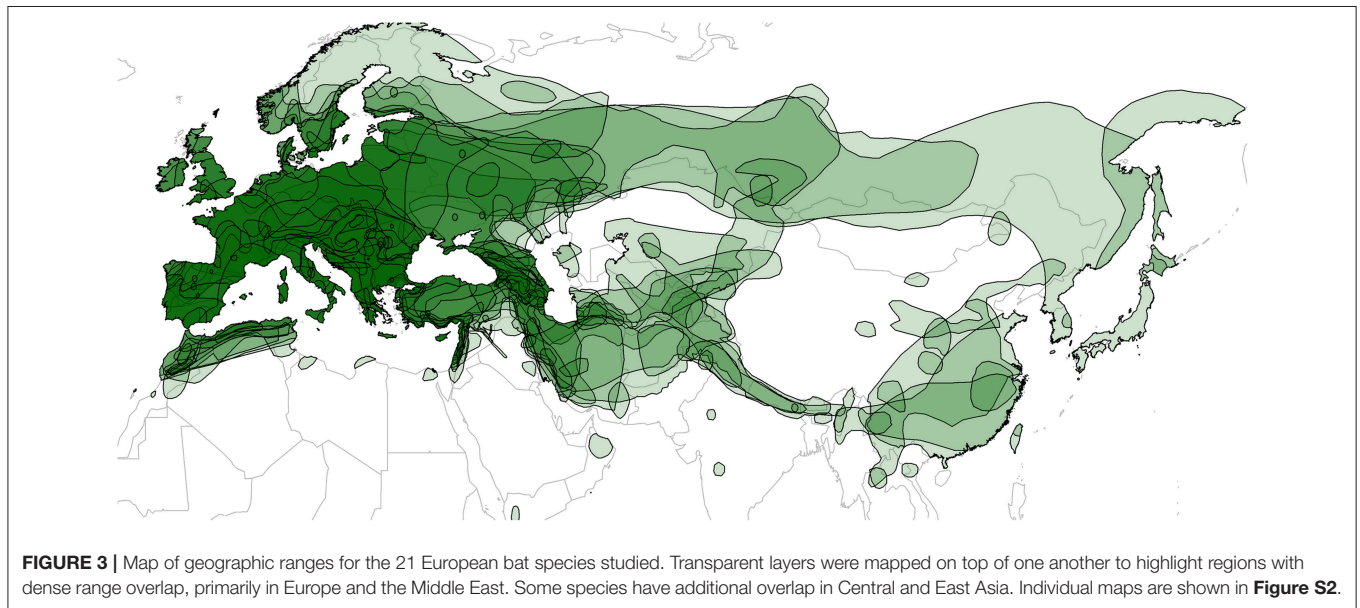 FIGURE 3 | Map of geographic ranges for the 21 European bat species studied. Transparent layers were mapped on top of one another to highlight regions with
dense range overlap, primarily in Europe and the Middle East. Some species have additional overlap in Central and East Asia. Individual maps are shown in Figure S2.